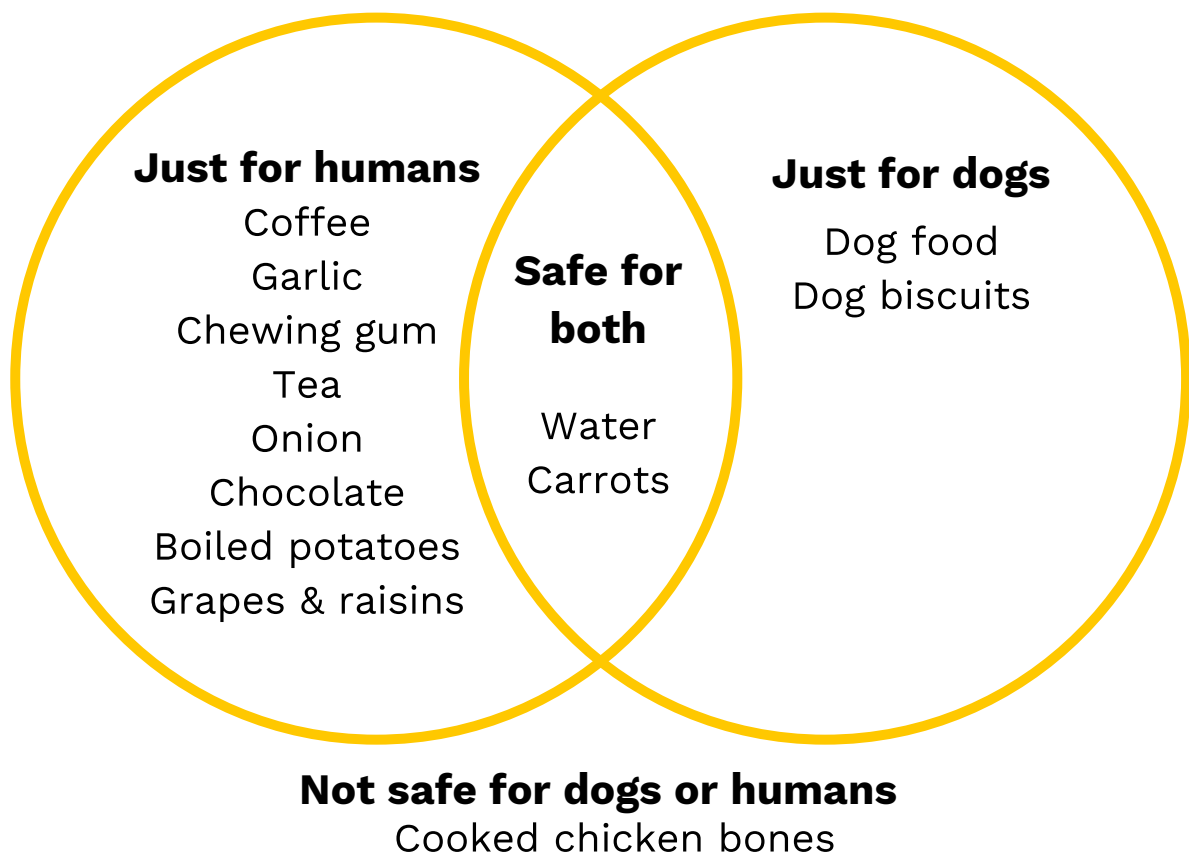 Just for humans
Coffee
Garlic
Chewing gum
Tea
Onion
Chocolate
Boiled potatoes
Grapes & raisins
Safe for
both
Water
Carrots
Just for dogs
Dog food
Dog biscuits
Not safe for dogs or humans
Cooked chicken bones